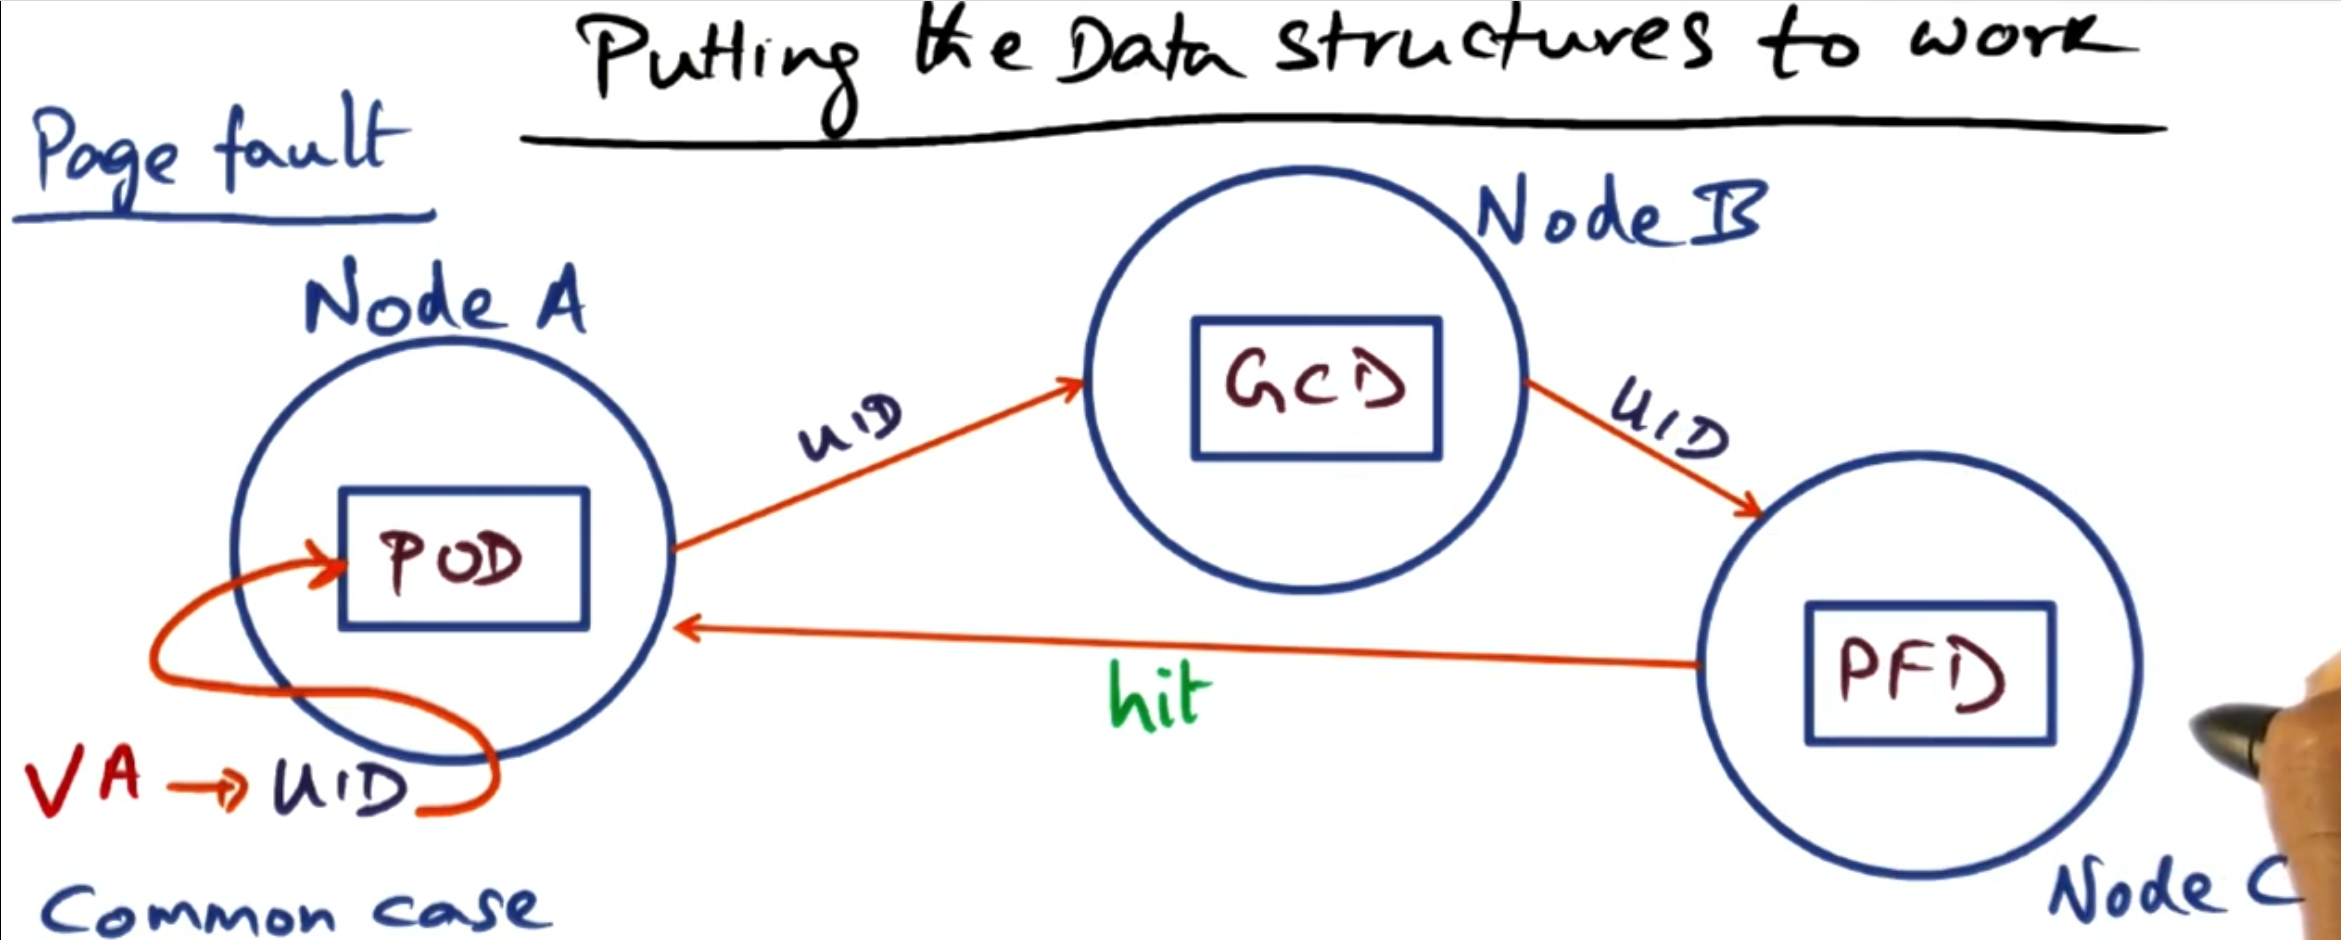 Putting the Data structures to work
Page fault
Node A
Node B
POD
UID
GCD
UID
PFD
hit
VA → UID
Common case
Node C